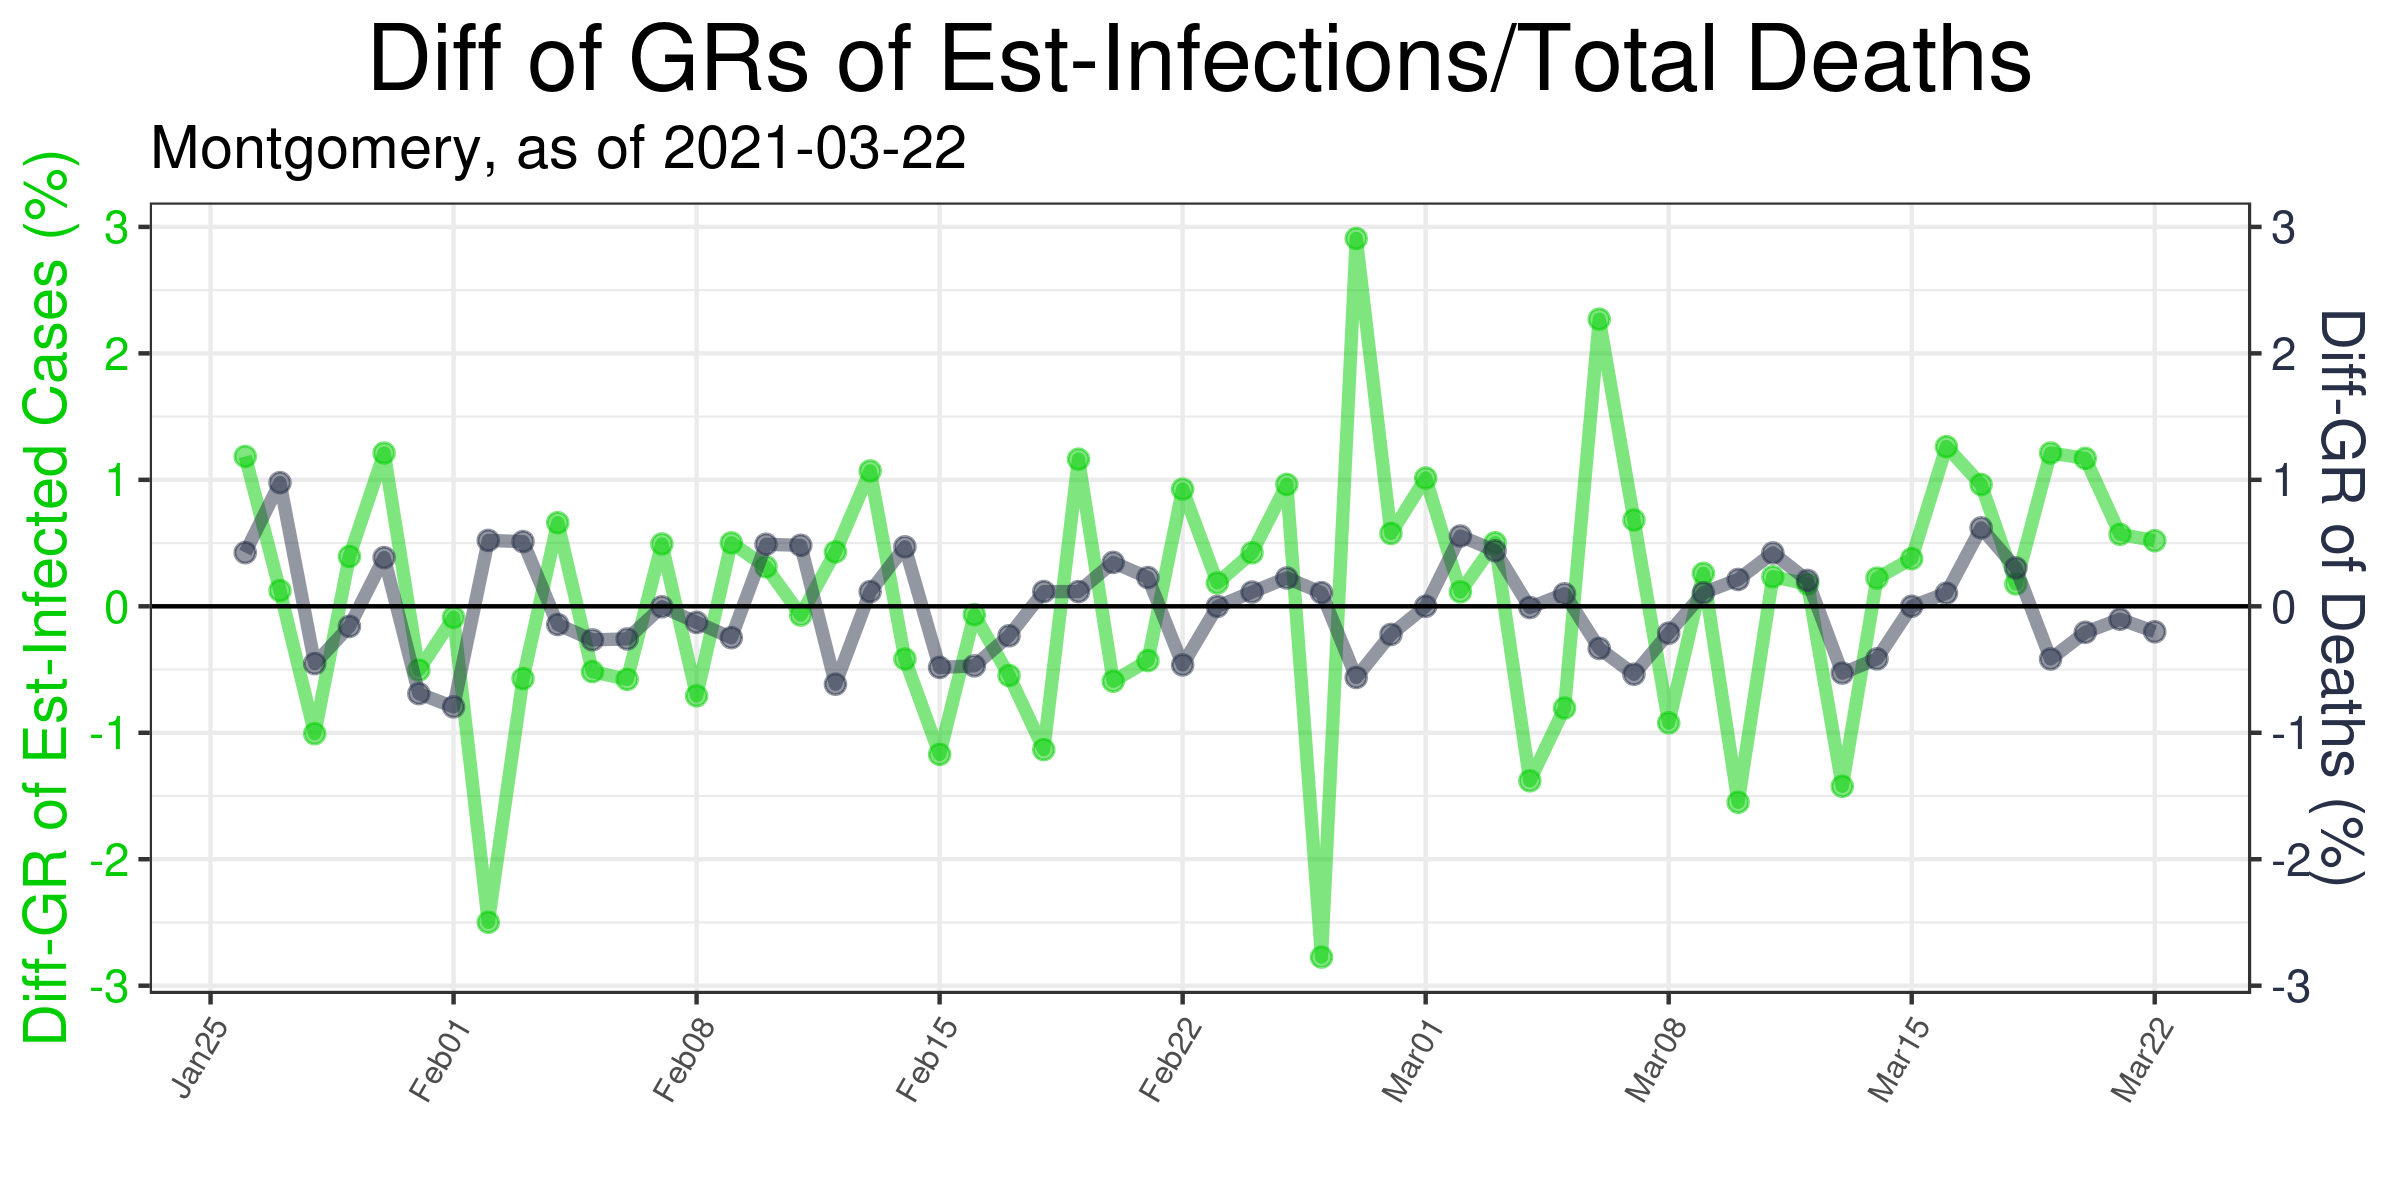 Diff of GRs of Est-Infections/Total Deaths
Montgomery, as of 2021-03-22
Diff-GR of Est-Infected Cases (%)
3
2
1
0
-1
-2
-3
3
2
1
0
-1
-2
-3
Diff-GR of Deaths (%)
Jan25
Feb01
Feb08
Feb15
Feb22
Mar01
Mar08
Mar15
Mar22